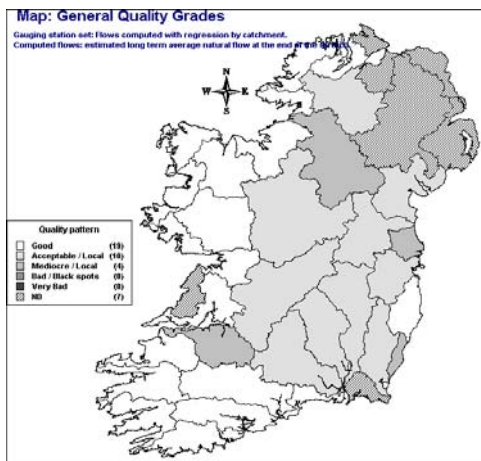 Map: General Quality Grades
Gauging station set: Flows computed with regression by catchment.
Computed flows: estimated long term average natural flow at the end of the
N
W E
S
Quality pattern
Good (19)
Acceptable / Local (10)
Mediocre / Local (4)
Bad / Black spots (0)
Very Bad (0)
ND (7)